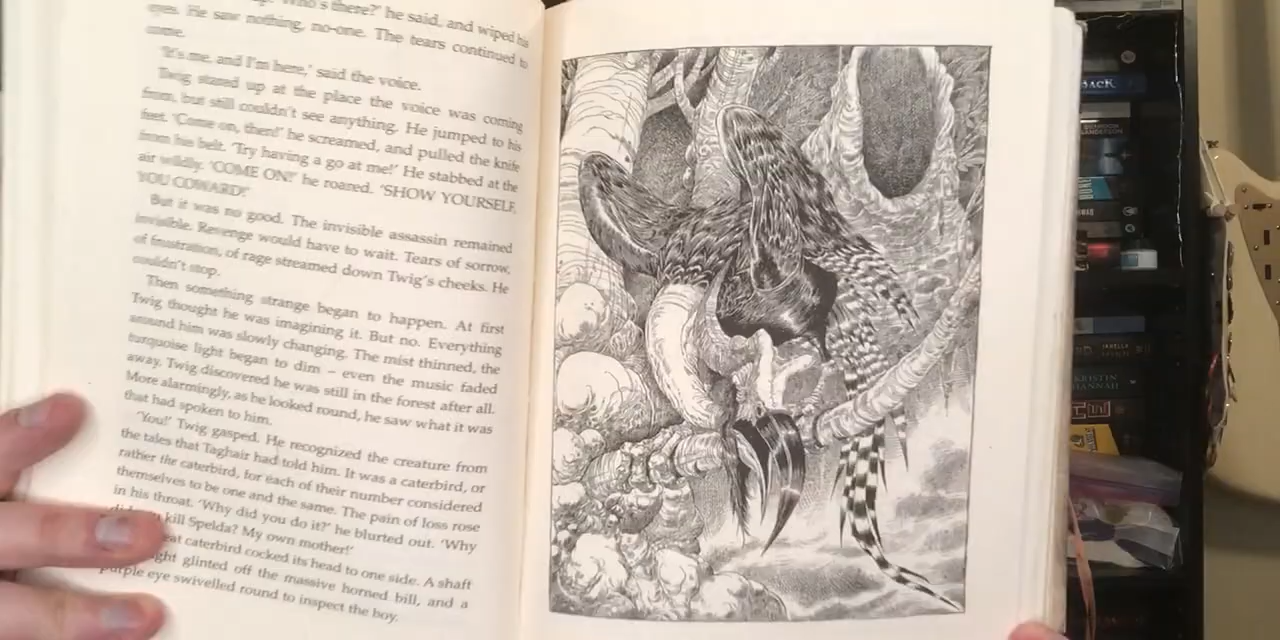 'Who's there?' he said, and wiped his
eyes. He saw nothing, no-one. The tears continued to
come.
'It's me, and I'm here,' said the voice.
Twig stared up at the place the voice was coming
from, but still couldn't see anything. He jumped to his
feet. 'Come on, then!' he screamed, and pulled the knife
from his belt. 'Try having a go at me!' He stabbed at the
air wildly. 'COME ON!' he roared. 'SHOW YOURSELF,
YOU COWARD!'
But it was no good. The invisible assassin remained
invisible. Revenge would have to wait. Tears of sorrow,
of frustration, of rage streamed down Twig's cheeks. He
couldn't stop.
Then something strange began to happen. At first
Twig thought he was imagining it. But no. Everything
around him was slowly changing. The mist thinned, the
turquoise light began to dim – even the music faded
away. Twig discovered he was still in the forest after all.
More alarmingly, as he looked round, he saw what it was
that had spoken to him.
'You!' Twig gasped. He recognized the creature from
the tales that Taghair had told him. It was a caterbird, or
rather the caterbird, for each of their number considered
themselves to be one and the same. The pain of loss rose
in his throat. 'Why did you do it?' he blurted out. 'Why
kill Spelda? My own mother!'
caterbird cocked its head to one side. A shaft
glinted off the massive horned bill, and a
purple eye swivelled round to inspect the boy.
BACK
BRANDON
SANDERSON
JANELLA
KRISTIN
HANNAH